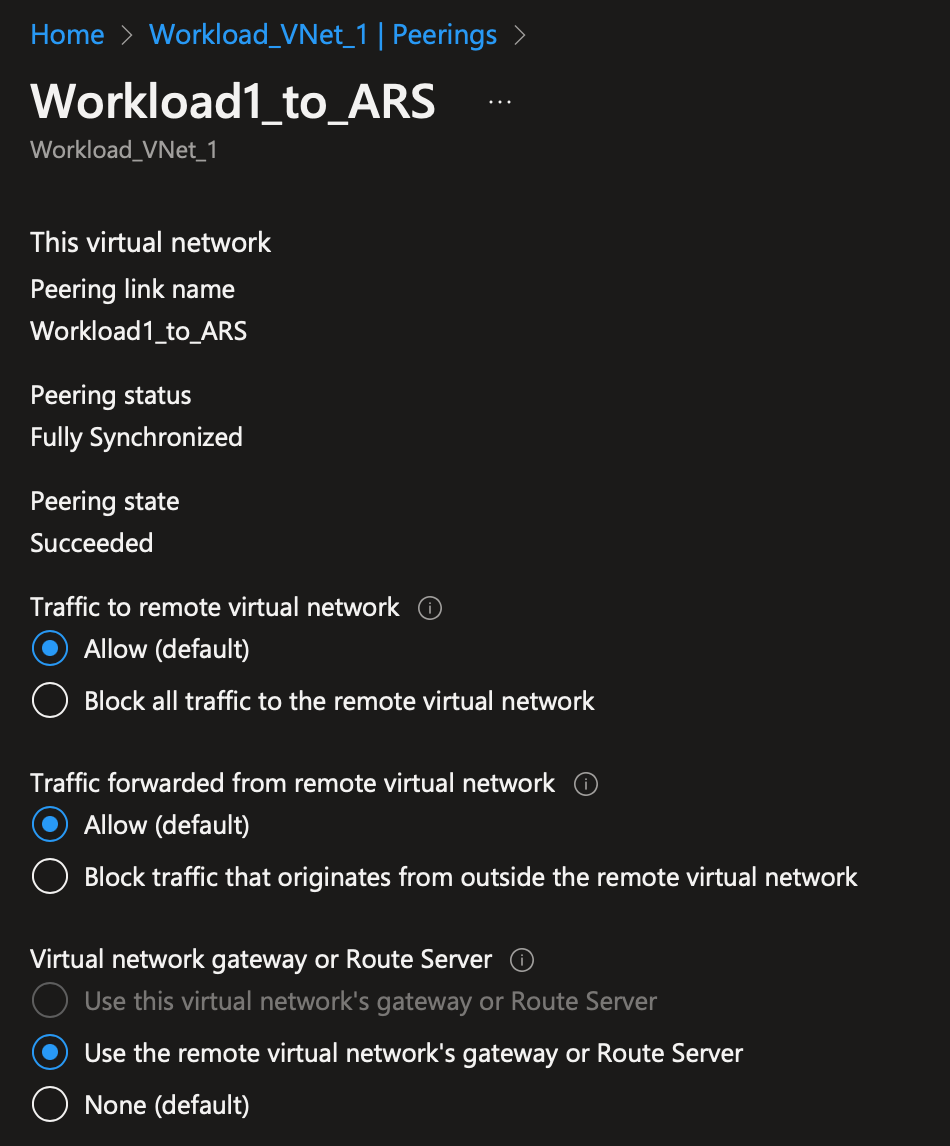 Home > Workload_VNet_1 | Peerings >
Workload1_to_ARS ...
Workload_VNet_1
This virtual network
Peering link name
Workload1_to_ARS
Peering status
Fully Synchronized
Peering state
Succeeded
Traffic to remote virtual network
Allow (default)
Block all traffic to the remote virtual network
Traffic forwarded from remote virtual network
Allow (default)
Block traffic that originates from outside the remote virtual network
Virtual network gateway or Route Server
Use this virtual network's gateway or Route Server
Use the remote virtual network's gateway or Route Server
None (default)